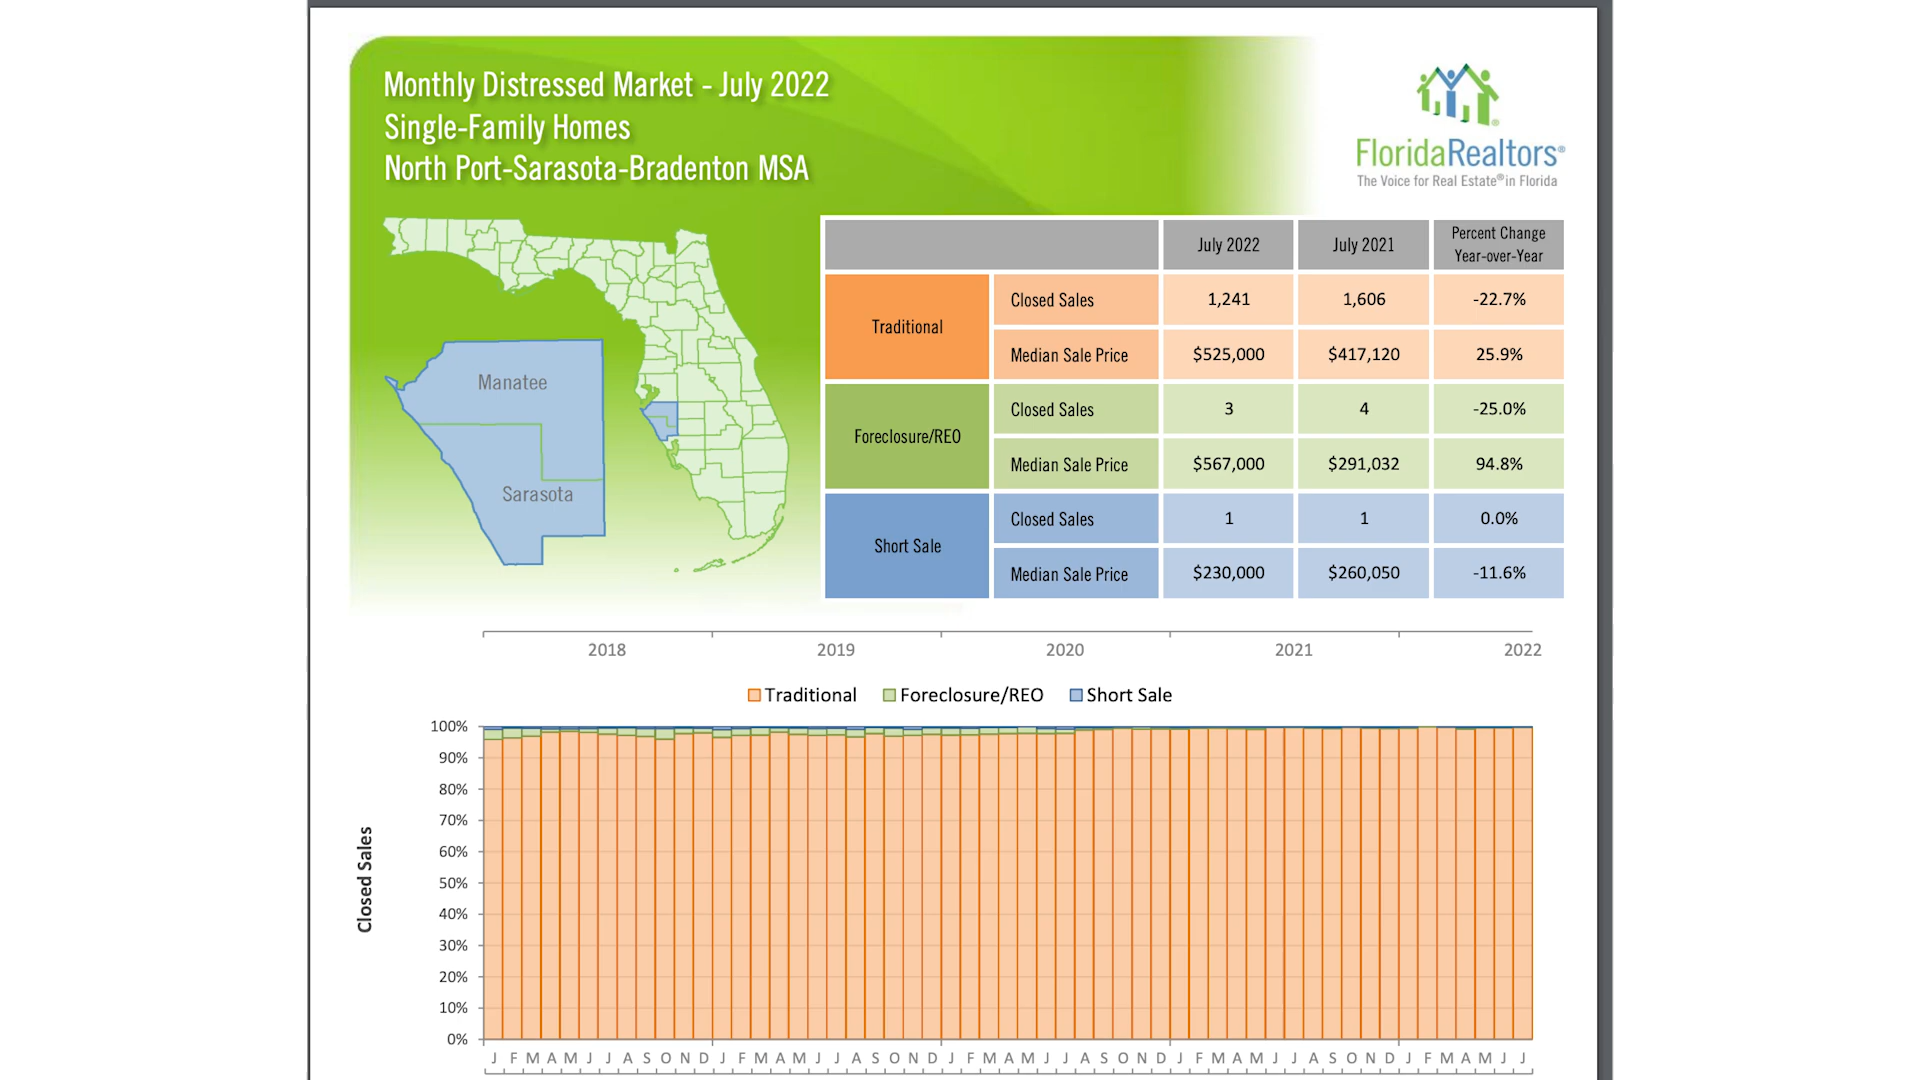 Monthly Distressed Market - July 2022
Single-Family Homes
North Port-Sarasota-Bradenton MSA
FloridaRealtors®
The Voice for Real Estate® in Florida
Manatee
Sarasota
July 2022 July 2021 Percent Change Year-over-Year
Traditional
Closed Sales 1,241 1,606 -22.7%
Median Sale Price $525,000 $417,120 25.9%
Foreclosure/REO
Closed Sales 3 4 -25.0%
Median Sale Price $567,000 $291,032 94.8%
Short Sale
Closed Sales 1 1 0.0%
Median Sale Price $230,000 $260,050 -11.6%
2018 2019 2020 2021 2022
Traditional Foreclosure/REO Short Sale
Closed Sales
100%
90%
80%
70%
60%
50%
40%
30%
20%
10%
0%
J F M A M J J A S O N D J F M A M J J A S O N D J F M A M J J A S O N D J F M A M J J A S O N D J F M A M J J